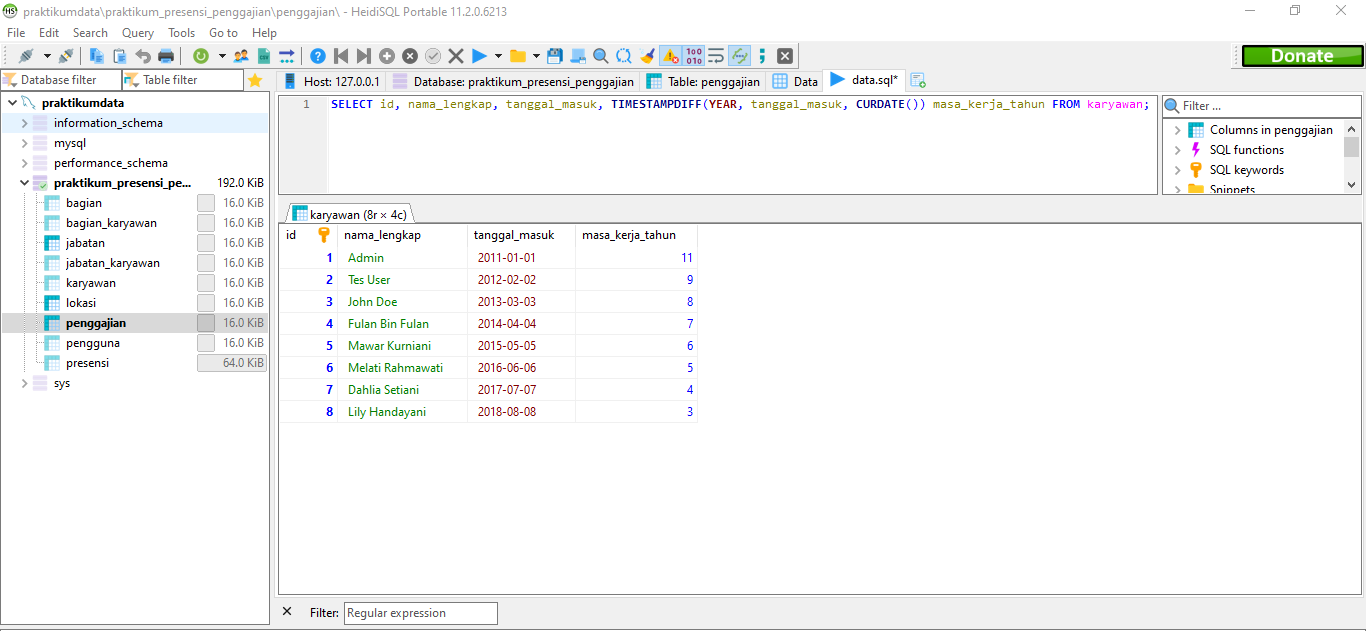 HS praktikumdata\praktikum_presensi_penggajian\penggajian\ - HeidiSQL Portable 11.2.0.6213
File Edit Search Query Tools Go to Help
Donate
Database filter Table filter
Host: 127.0.0.1 Database: praktikum_presensi_penggajian Table: penggajian Data data.sql*
praktikumdata
information_schema
mysql
performance_schema
praktikum_presensi_pe... 192.0 KiB
bagian 16.0 KiB
bagian_karyawan 16.0 KiB
jabatan 16.0 KiB
jabatan_karyawan 16.0 KiB
karyawan 16.0 KiB
lokasi 16.0 KiB
penggajian 16.0 KiB
pengguna 16.0 KiB
presensi 64.0 KiB
sys
1 SELECT id, nama_lengkap, tanggal_masuk, TIMESTAMPDIFF(YEAR, tanggal_masuk, CURDATE()) masa_kerja_tahun FROM karyawan;
Filter ...
Columns in penggajian
SQL functions
SQL keywords
Snippets
karyawan (8r × 4c)
id nama_lengkap tanggal_masuk masa_kerja_tahun
1 Admin 2011-01-01 11
2 Tes User 2012-02-02 9
3 John Doe 2013-03-03 8
4 Fulan Bin Fulan 2014-04-04 7
5 Mawar Kurniani 2015-05-05 6
6 Melati Rahmawati 2016-06-06 5
7 Dahlia Setiani 2017-07-07 4
8 Lily Handayani 2018-08-08 3
Filter: Regular expression